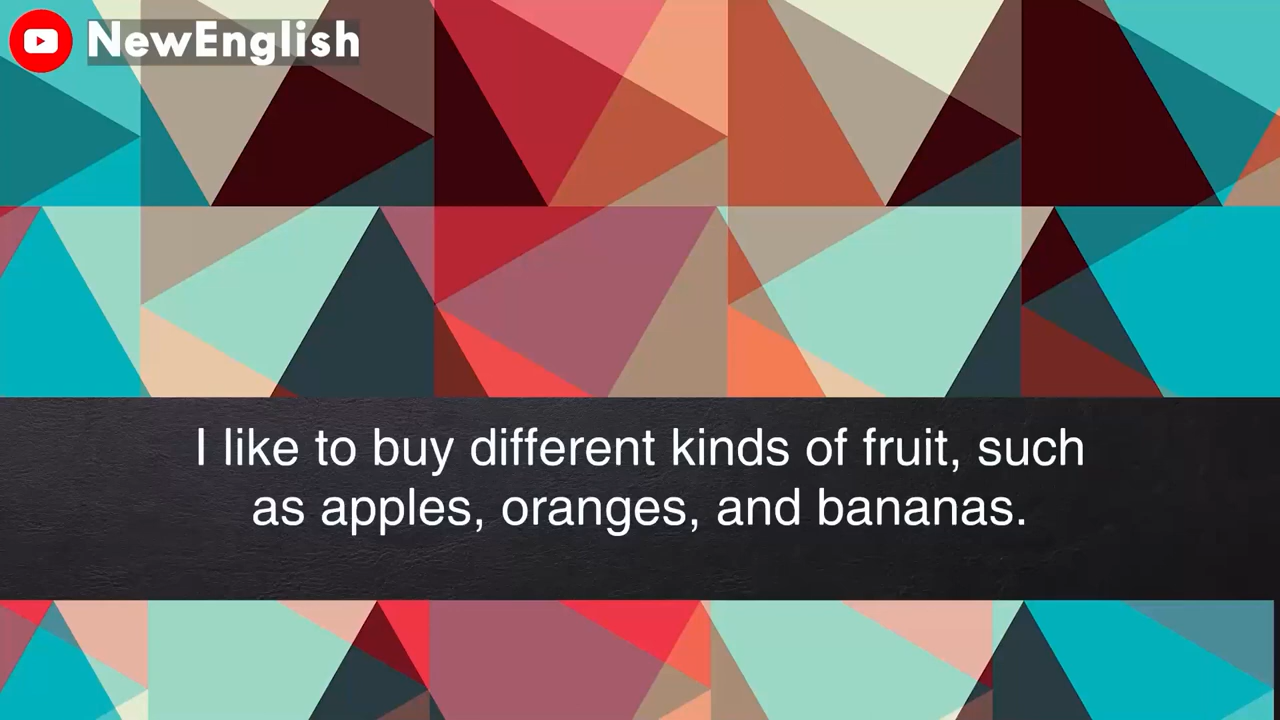 NewEnglish
I like to buy different kinds of fruit, such
as apples, oranges, and bananas.